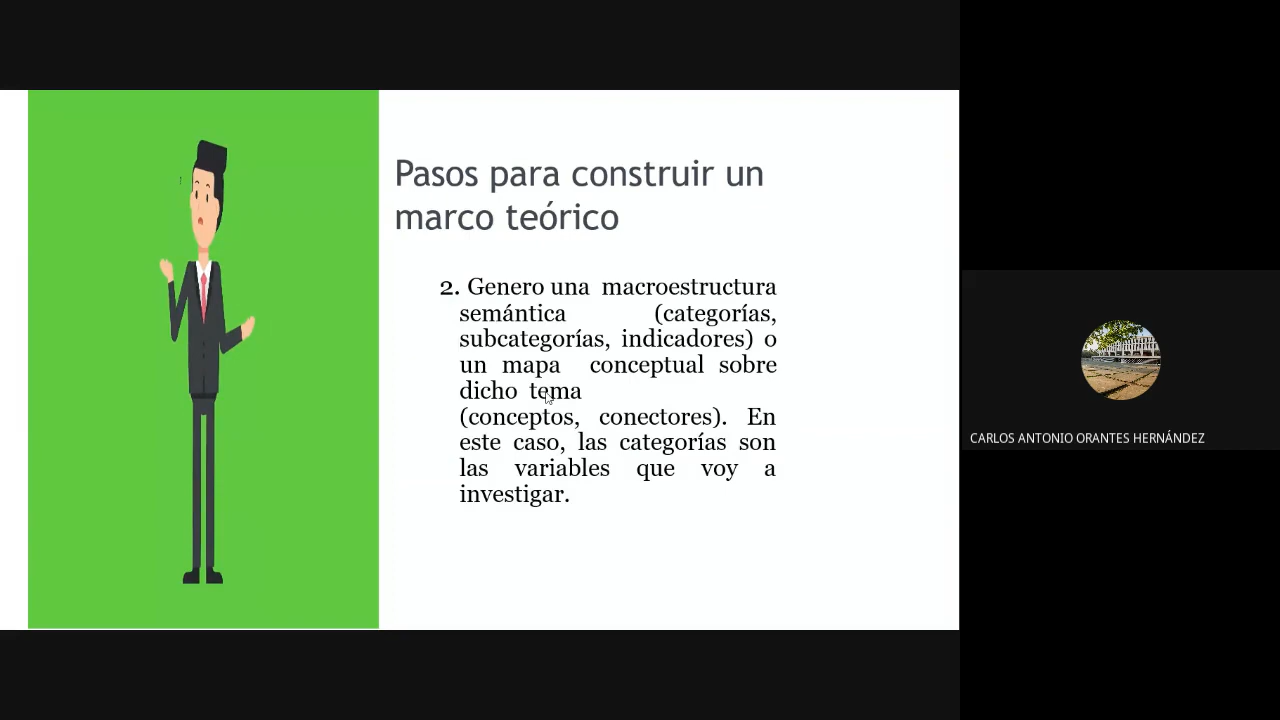 Pasos para construir un
marco teórico
2. Genero una macroestructura
semántica (categorías,
subcategorías, indicadores) o
un mapa conceptual sobre
dicho tema
(conceptos, conectores). En
este caso, las categorías son
las variables que voy a
investigar.
CARLOS ANTONIO ORANTES HERNÁNDEZ